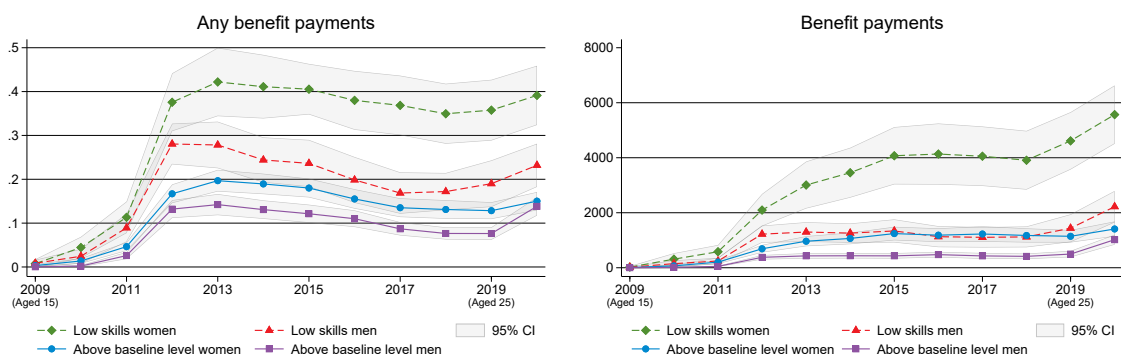 Any benefit payments
.5
.4
.3
.2
.1
0
2009 2011 2013 2015 2017 2019
(Aged 15) (Aged 25)
Low skills women Low skills men 95% CI
Above baseline level women Above baseline level men
Benefit payments
8000
6000
4000
2000
0
2009 2011 2013 2015 2017 2019
(Aged 15) (Aged 25)
Low skills women Low skills men 95% CI
Above baseline level women Above baseline level men